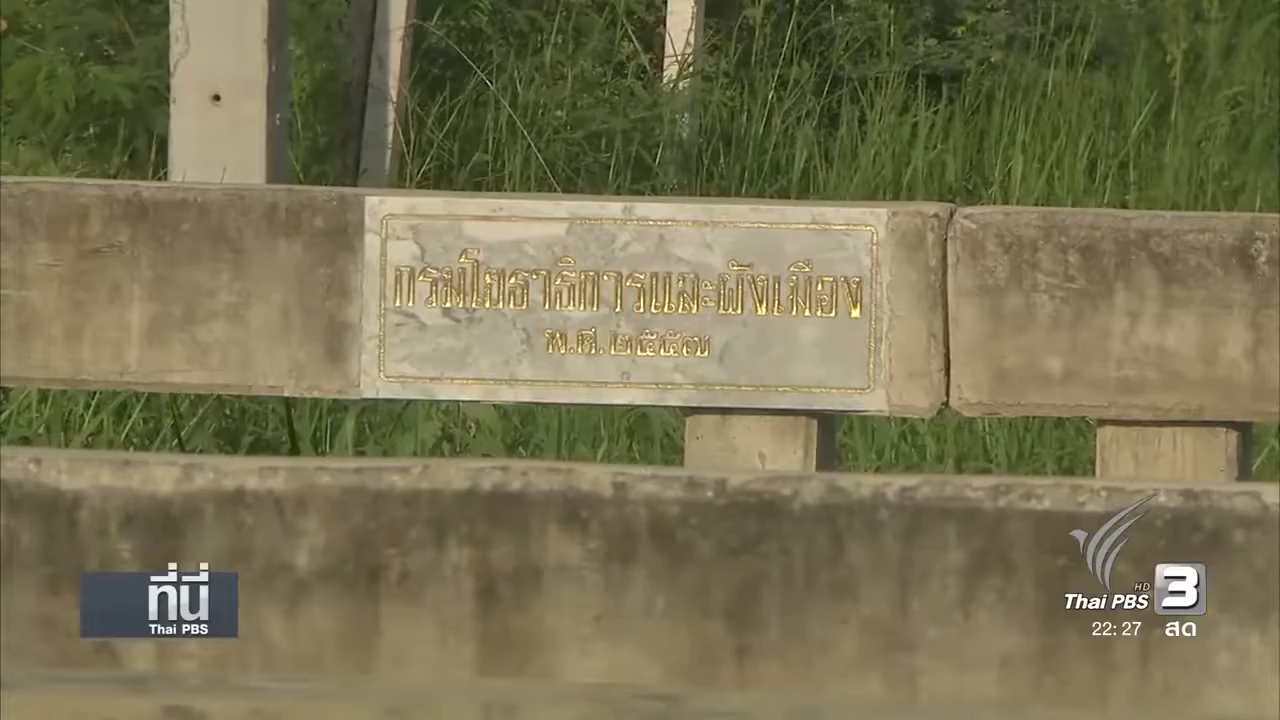 กรมโยธาธิการและผังเมือง
พ.ศ. ๒๕๕๗
ที่นี่
Thai PBS
HD
Thai PBS 3
22:27 สด